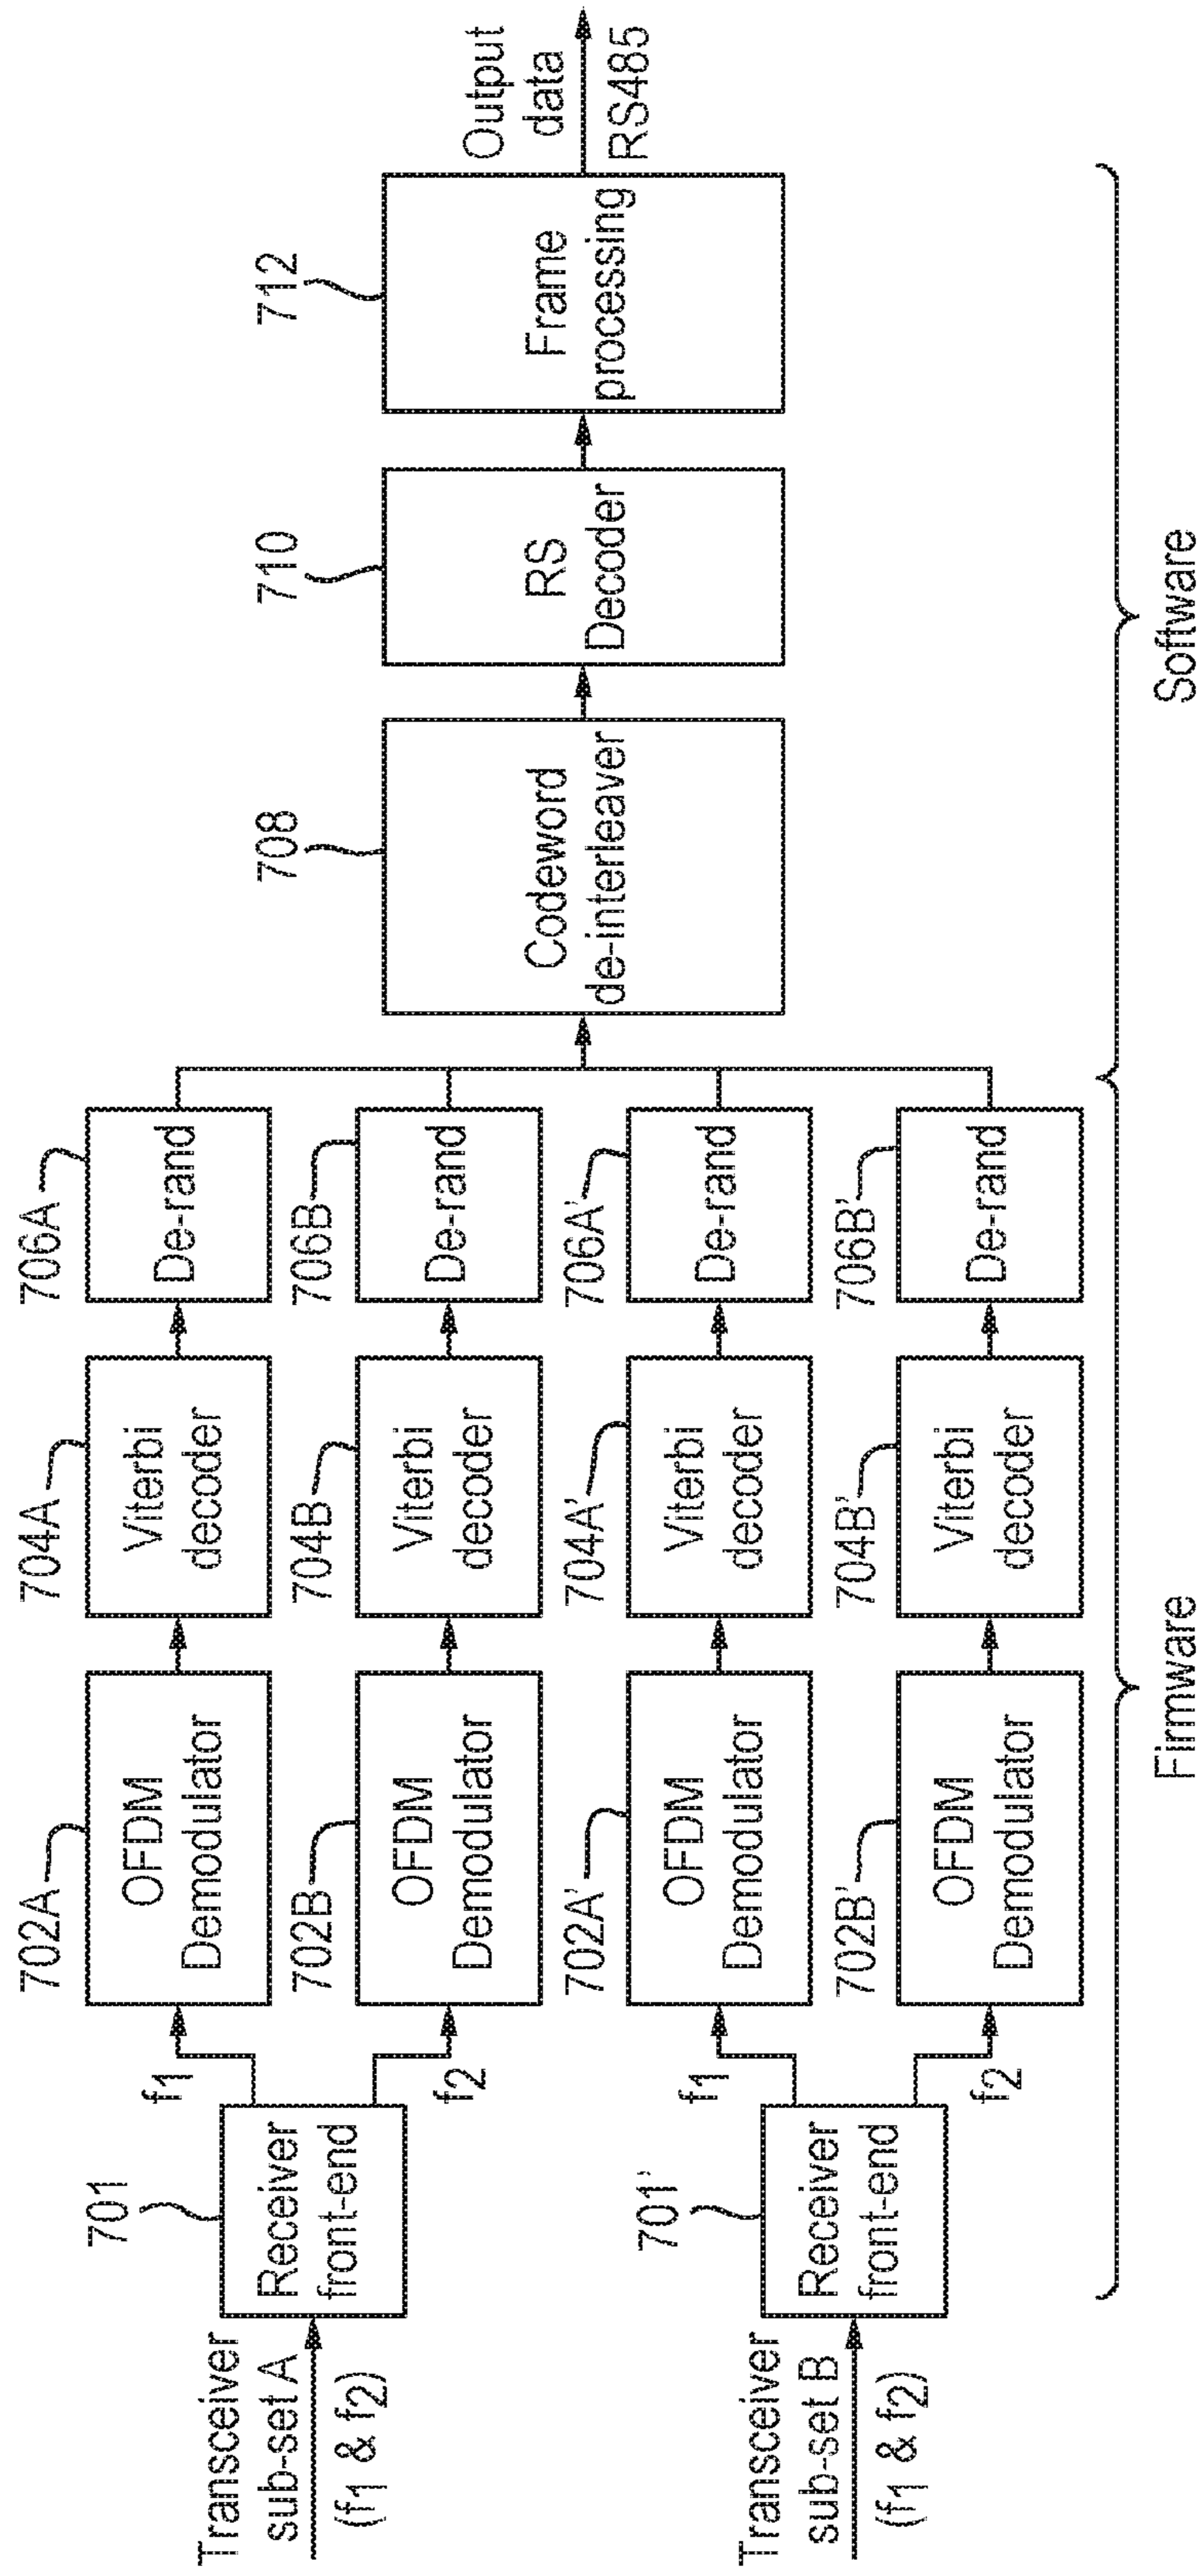 Transceiver
sub-set A
(f1 & f2)
701
Receiver
front-end
f1
f2
702A
OFDM
Demodulator
704A
Viterbi
decoder
706A
De-rand
702B
OFDM
Demodulator
704B
Viterbi
decoder
706B
De-rand
Transceiver
sub-set B
(f1 & f2)
701'
Receiver
front-end
f1
f2
702A'
OFDM
Demodulator
704A'
Viterbi
decoder
706A'
De-rand
702B'
OFDM
Demodulator
704B'
Viterbi
decoder
706B'
De-rand
708
Codeword
de-interleaver
710
RS
Decoder
712
Frame
processing
Output
data
RS485
Firmware
Software